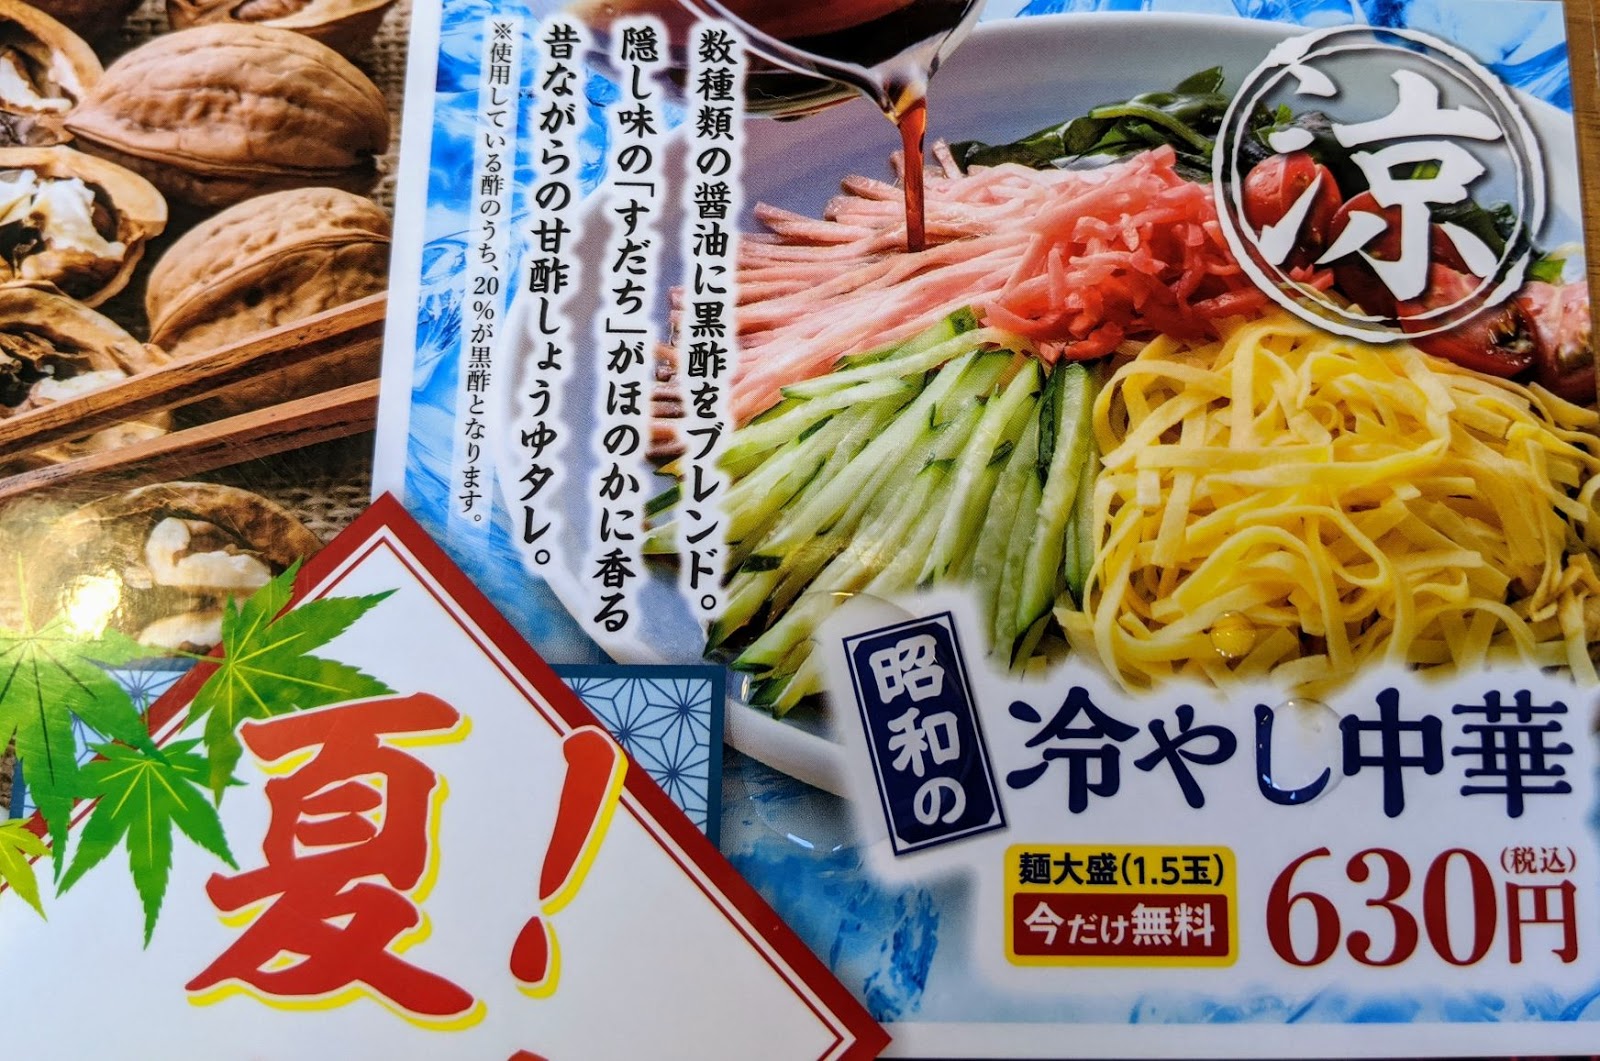 涼
数種類の醤油に黒酢をブレンド。
隠し味の「すだち」がほのかに香る
昔ながらの甘酢しょうゆタレ。
※使用している酢のうち、20%が黒酢となります。
夏！
昭和の
冷やし中華
麺大盛(1.5玉)
今だけ無料
630円
(税込)